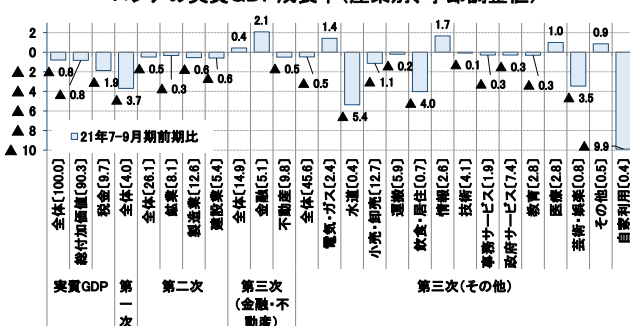 の実質GDP成長率(産業別、季節調整値)
2
0
▲ 2
▲ 4
▲ 6
▲ 8
▲ 10
▲ 0.8
▲ 0.8
▲ 1.9
▲ 3.7
▲ 0.5
▲ 0.3
▲ 0.6
▲ 0.6
0.4
2.1
▲ 0.5
▲ 0.5
1.4
▲ 5.4
▲ 1.1
▲ 0.2
▲ 4.0
1.7
▲ 0.1
▲ 0.3
▲ 0.3
▲ 0.3
1.0
▲ 3.5
0.9
▲ 9.9
21年7-9月期前期比
全体[100.0]
総付加価値[90.3]
税金[9.7]
全体[4.0]
全体[26.1]
鉱業[8.1]
製造業[12.6]
建設業[5.4]
全体[14.9]
金融[5.1]
不動産[9.8]
全体[45.6]
電気・ガス[2.4]
水道[0.4]
小売・卸売[12.7]
運搬[5.9]
飲食・居住[0.7]
情報[2.6]
技術[4.1]
事務サービス[1.9]
政府サービス[7.4]
教育[2.8]
医療[2.8]
芸術・娯楽[0.8]
その他[0.5]
自家利用[0.4]
実質GDP
第一次
第二次
第三次
(金融・不
動産)
第三次(その他)